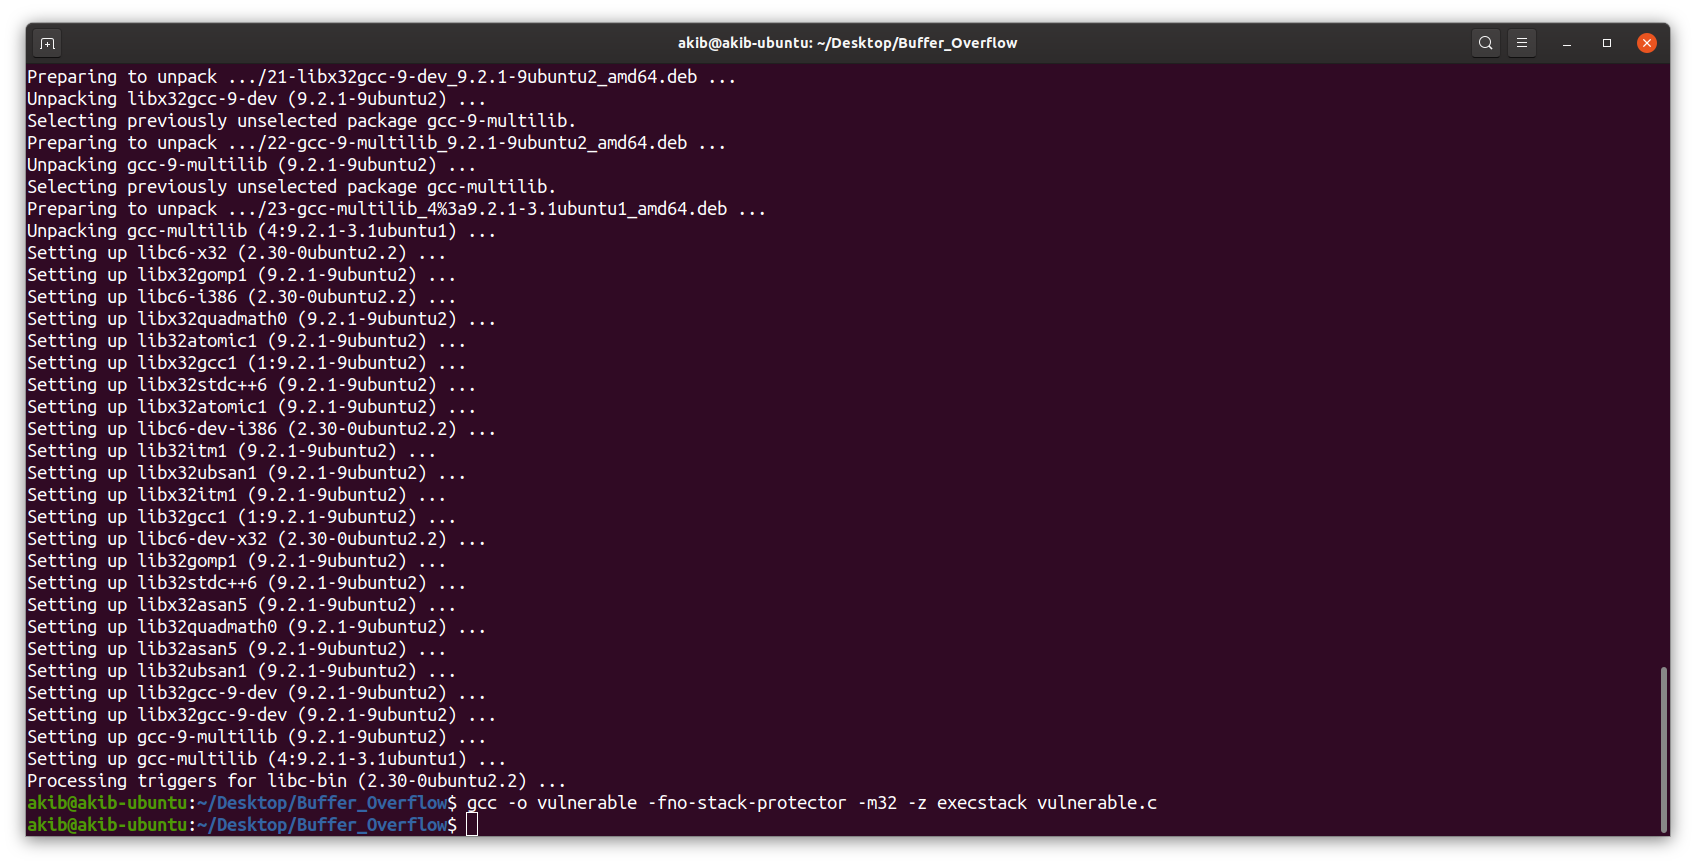 akib@akib-ubuntu: ~/Desktop/Buffer_Overflow
Preparing to unpack .../21-libx32gcc-9-dev_9.2.1-9ubuntu2_amd64.deb ...
Unpacking libx32gcc-9-dev (9.2.1-9ubuntu2) ...
Selecting previously unselected package gcc-9-multilib.
Preparing to unpack .../22-gcc-9-multilib_9.2.1-9ubuntu2_amd64.deb ...
Unpacking gcc-9-multilib (9.2.1-9ubuntu2) ...
Selecting previously unselected package gcc-multilib.
Preparing to unpack .../23-gcc-multilib_4%3a9.2.1-3.1ubuntu1_amd64.deb ...
Unpacking gcc-multilib (4:9.2.1-3.1ubuntu1) ...
Setting up libc6-x32 (2.30-0ubuntu2.2) ...
Setting up libx32gomp1 (9.2.1-9ubuntu2) ...
Setting up libc6-i386 (2.30-0ubuntu2.2) ...
Setting up libx32quadmath0 (9.2.1-9ubuntu2) ...
Setting up lib32atomic1 (9.2.1-9ubuntu2) ...
Setting up libx32gcc1 (1:9.2.1-9ubuntu2) ...
Setting up libx32stdc++6 (9.2.1-9ubuntu2) ...
Setting up libx32atomic1 (9.2.1-9ubuntu2) ...
Setting up libc6-dev-i386 (2.30-0ubuntu2.2) ...
Setting up lib32itm1 (9.2.1-9ubuntu2) ...
Setting up libx32ubsan1 (9.2.1-9ubuntu2) ...
Setting up libx32itm1 (9.2.1-9ubuntu2) ...
Setting up lib32gcc1 (1:9.2.1-9ubuntu2) ...
Setting up libc6-dev-x32 (2.30-0ubuntu2.2) ...
Setting up lib32gomp1 (9.2.1-9ubuntu2) ...
Setting up lib32stdc++6 (9.2.1-9ubuntu2) ...
Setting up libx32asan5 (9.2.1-9ubuntu2) ...
Setting up lib32quadmath0 (9.2.1-9ubuntu2) ...
Setting up lib32asan5 (9.2.1-9ubuntu2) ...
Setting up lib32ubsan1 (9.2.1-9ubuntu2) ...
Setting up lib32gcc-9-dev (9.2.1-9ubuntu2) ...
Setting up libx32gcc-9-dev (9.2.1-9ubuntu2) ...
Setting up gcc-9-multilib (9.2.1-9ubuntu2) ...
Setting up gcc-multilib (4:9.2.1-3.1ubuntu1) ...
Processing triggers for libc-bin (2.30-0ubuntu2.2) ...
akib@akib-ubuntu:~/Desktop/Buffer_Overflow$ gcc -o vulnerable -fno-stack-protector -m32 -z execstack vulnerable.c
akib@akib-ubuntu:~/Desktop/Buffer_Overflow$